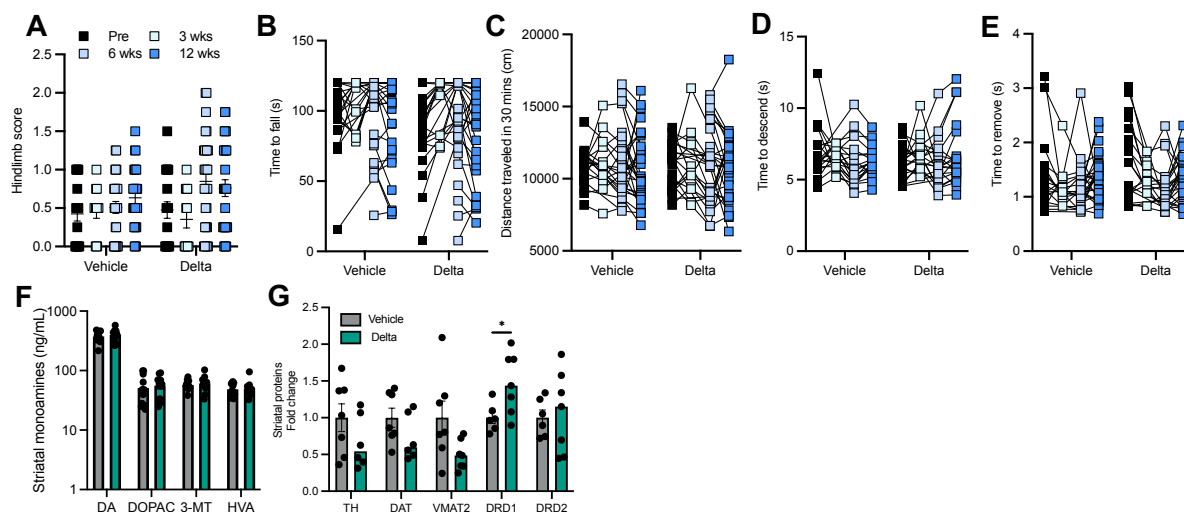 A
Pre
3 wks
6 wks
12 wks
Hindlimb score
2.5
2.0
1.5
1.0
0.5
0.0
Vehicle
Delta
B
Time to fall (s)
150
100
50
0
Vehicle
Delta
C
Distance traveled in 30 mins (cm)
20000
15000
10000
5000
Vehicle
Delta
D
Time to descend (s)
15
10
5
0
Vehicle
Delta
E
Time to remove (s)
4
3
2
1
0
Vehicle
Delta
F
Striatal monoamines (ng/mL)
1000
100
10
1
DA
DOPAC
3-MT
HVA
G
Vehicle
Delta
*
Striatal proteins
Fold change
2.5
2.0
1.5
1.0
0.5
0.0
TH
DAT
VMAT2
DRD1
DRD2